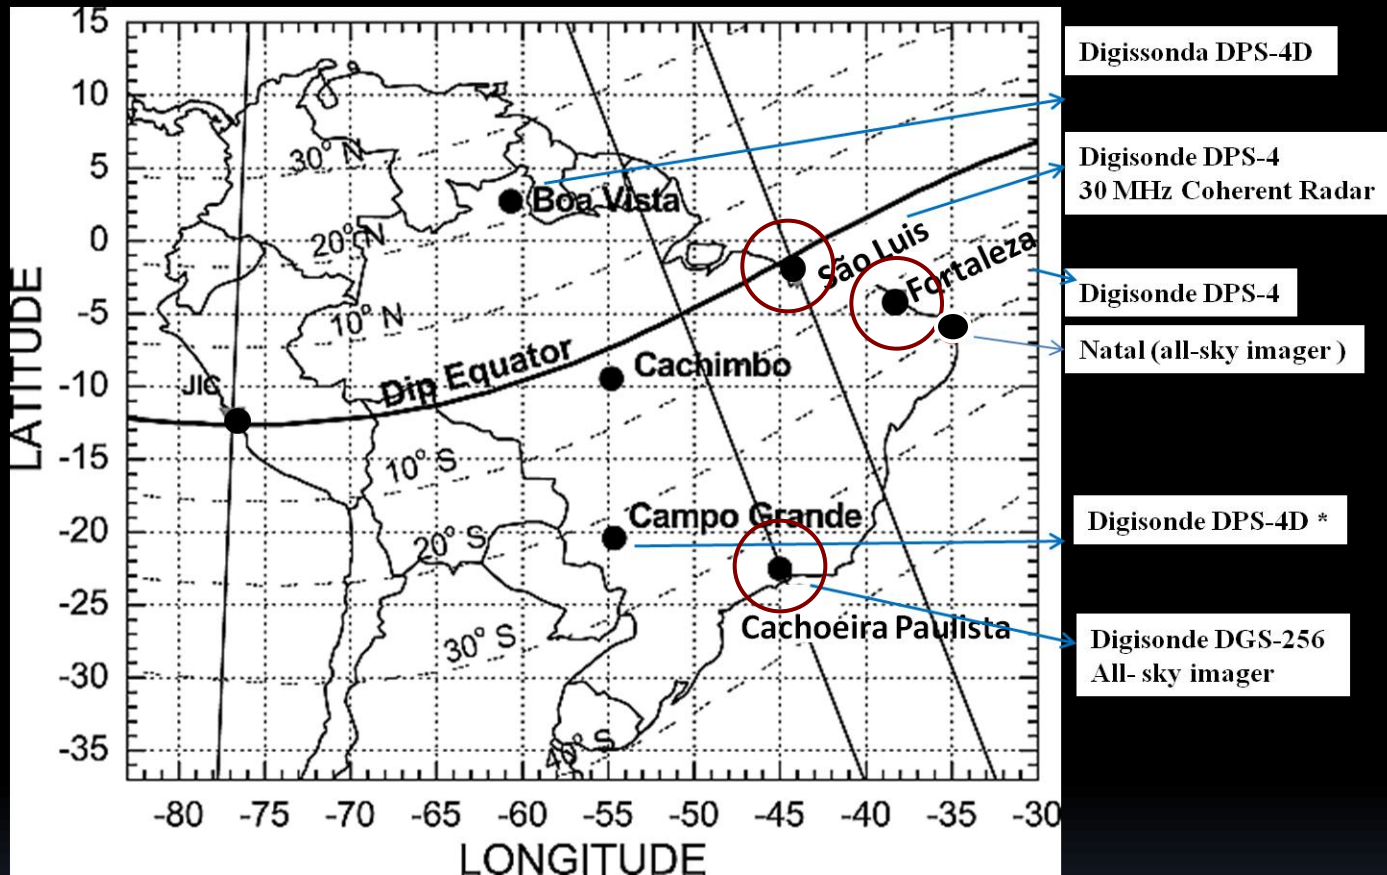 15
10
5
0
-5
-10
-15
-20
-25
-30
-35
LATITUDE
-80
-75
-70
-65
-60
-55
-50
-45
-40
-35
-30
LONGITUDE
30° N
20° N
10° N
Dip Equator
10° S
20° S
30° S
40° S
JIC
Boa Vista
São Luis
Fortaleza
Cachimbo
Campo Grande
Cachoeira Paulista
Digissonda DPS-4D
Digisonde DPS-4
30 MHz Coherent Radar
Digisonde DPS-4
Natal (all-sky imager )
Digisonde DPS-4D *
Digisonde DGS-256
All- sky imager